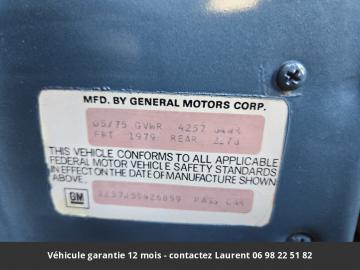 MFD. BY GENERAL MOTORS CORP.
05/75 GVWR 4257
FRT 1979 REAR
THIS VEHICLE CONFORMS TO ALL APPLICABLE
FEDERAL MOTOR VEHICLE SAFETY STANDARDS
IN EFFECT ON THE DATE OF MANUFACTURE SHOWN
ABOVE.
GM
PASS CAR
Véhicule garantie 12 mois - contactez Laurent 06 98 22 51 82